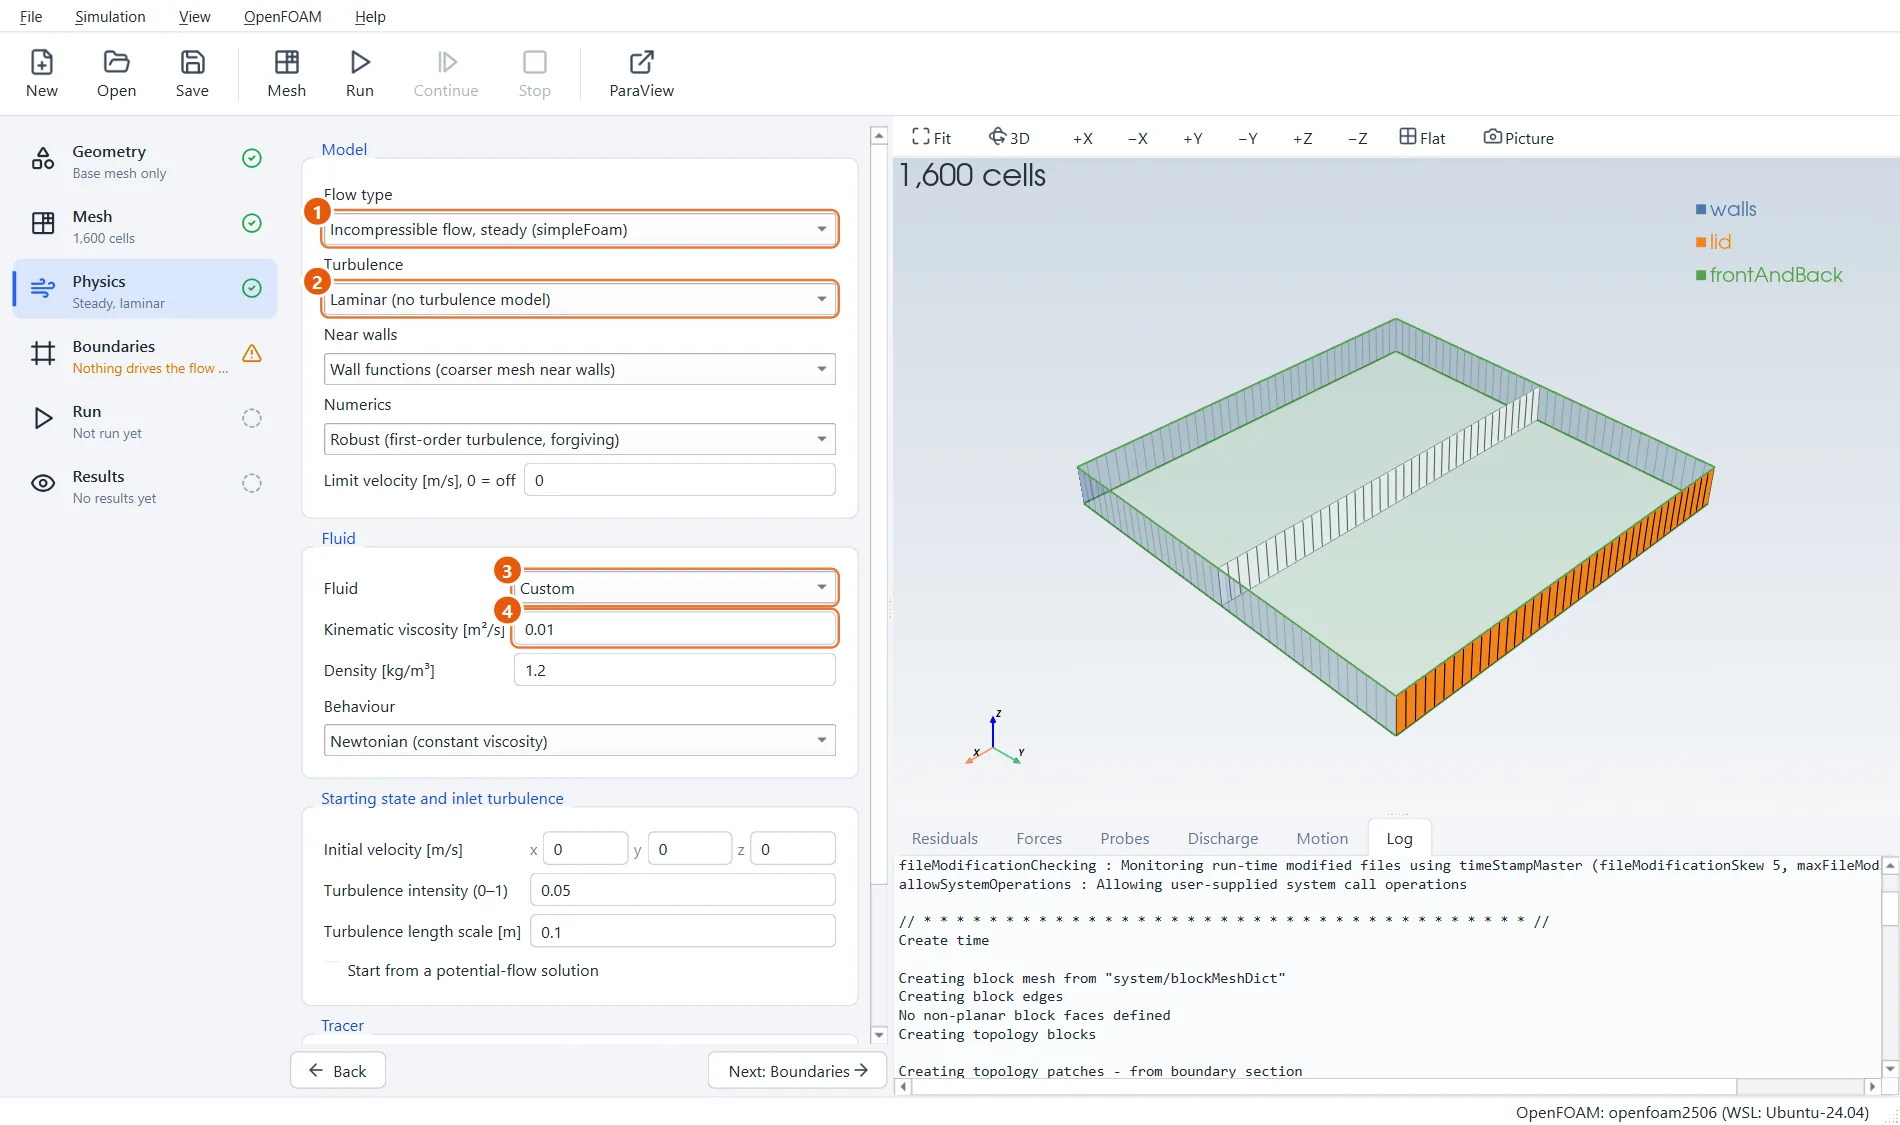 File Simulation View OpenFOAM Help
New Open Save Mesh Run Continue Stop ParaView
Geometry
Base mesh only
Mesh
1,600 cells
Physics
Steady, laminar
Boundaries
Nothing drives the flow ...
Run
Not run yet
Results
No results yet
Model
Flow type
1
Incompressible flow, steady (simpleFoam)
Turbulence
2
Laminar (no turbulence model)
Near walls
Wall functions (coarser mesh near walls)
Numerics
Robust (first-order turbulence, forgiving)
Limit velocity [m/s], 0 = off 0
Fluid
3
Fluid Custom
4
Kinematic viscosity [m²/s] 0.01
Density [kg/m³] 1.2
Behaviour
Newtonian (constant viscosity)
Starting state and inlet turbulence
Initial velocity [m/s] x 0 y 0 z 0
Turbulence intensity (0–1) 0.05
Turbulence length scale [m] 0.1
Start from a potential-flow solution
Tracer
Back Next: Boundaries
Fit 3D +X −X +Y −Y +Z −Z Flat Picture
1,600 cells
walls
lid
frontAndBack
Z
X Y
Residuals Forces Probes Discharge Motion Log
fileModificationChecking : Monitoring run-time modified files using timeStampMaster (fileModificationSkew 5, maxFileMod
allowSystemOperations : Allowing user-supplied system call operations
// * * * * * * * * * * * * * * * * * * * * * * * * * * * * * * * * * * * * * //
Create time
Creating block mesh from "system/blockMeshDict"
Creating block edges
No non-planar block faces defined
Creating topology blocks
Creating topology patches - from boundary section
OpenFOAM: openfoam2506 (WSL: Ubuntu-24.04)